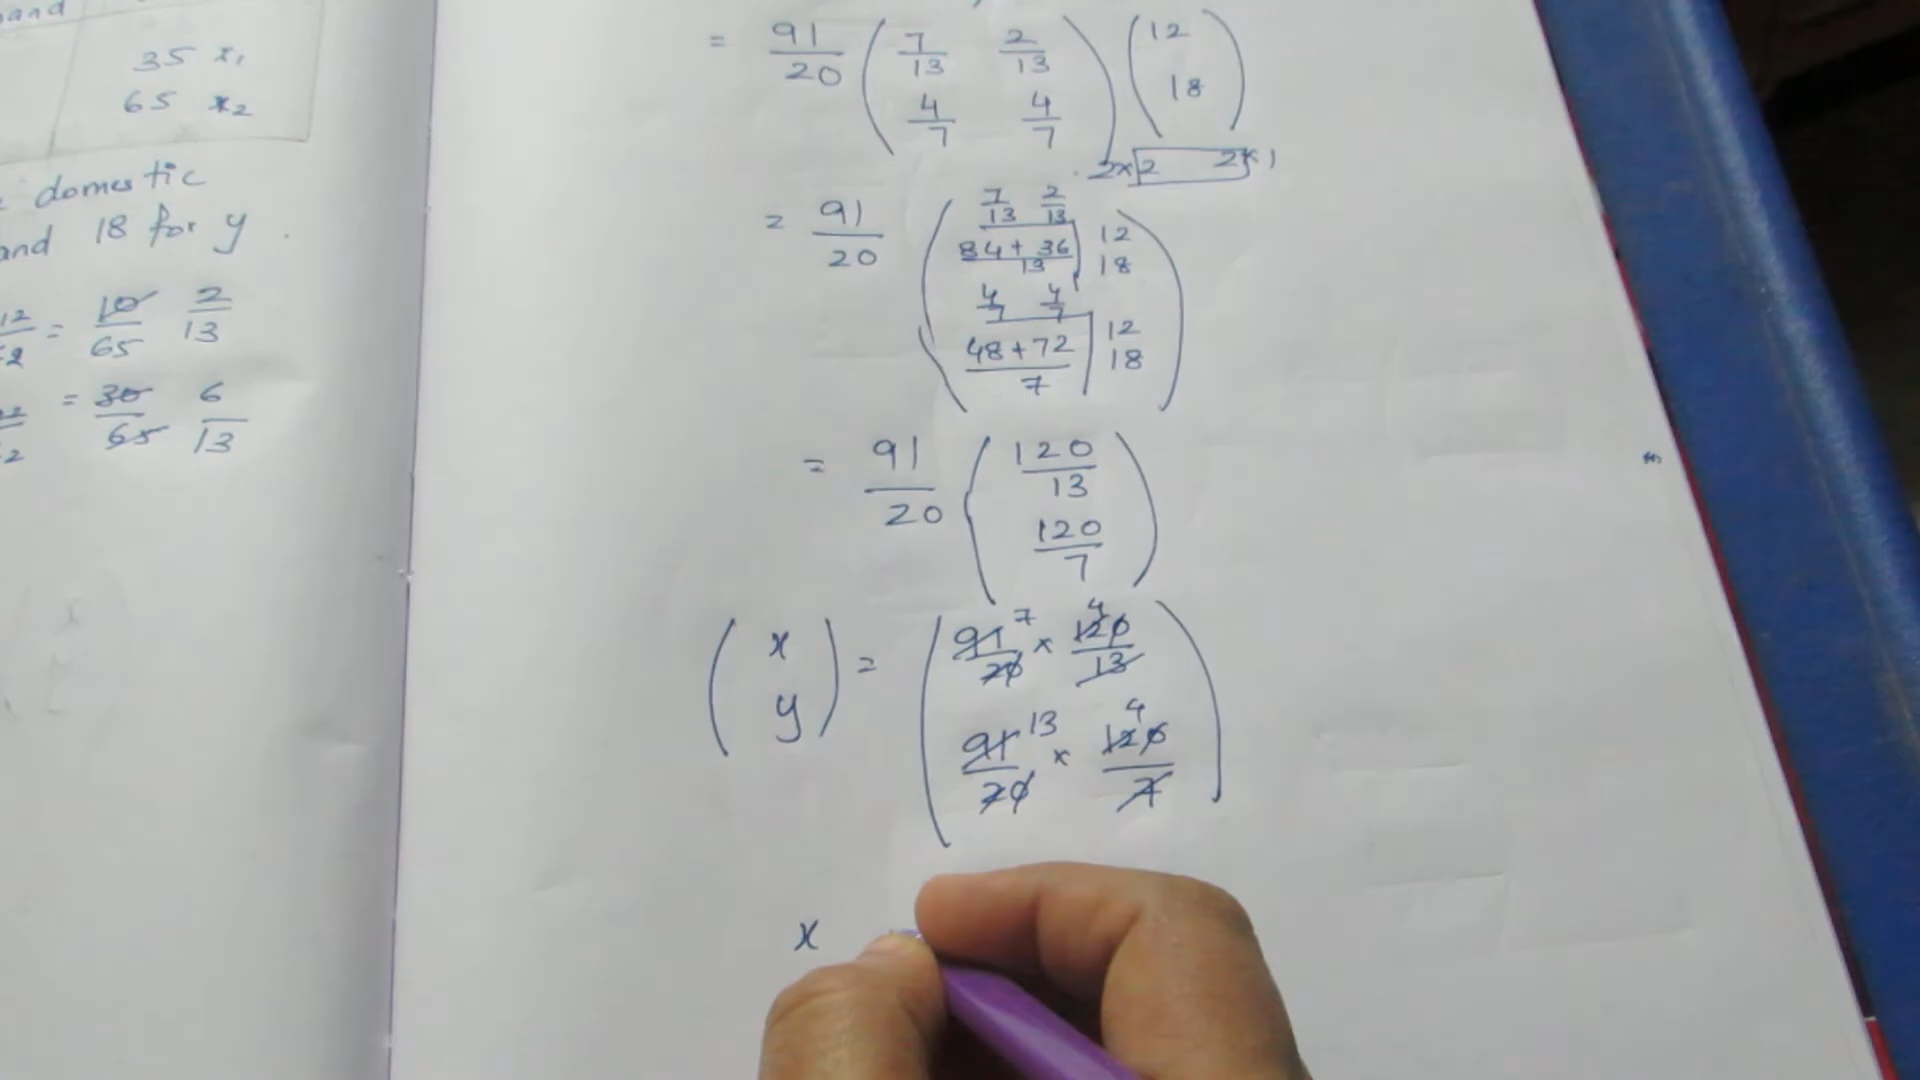 and
35 x1
65 x2
domestic
and 18 for y .
12 = 10/65 2/13
= 30/65 6/13
= 91/20 ( 7/13 2/13 ) ( 12 )
( 4/7 4/7 ) ( 18 )
2×2 2×1
= 91/20 ( 7/13 2/13
84 + 36 / 13 | 12 18
4/7 4/7
48 + 72 / 7 | 12 18 )
= 91/20 ( 120/13
120/7 )
( x y ) = ( 91/20 7 × 120/13 4
91/20 13 × 120/7 4 )
x